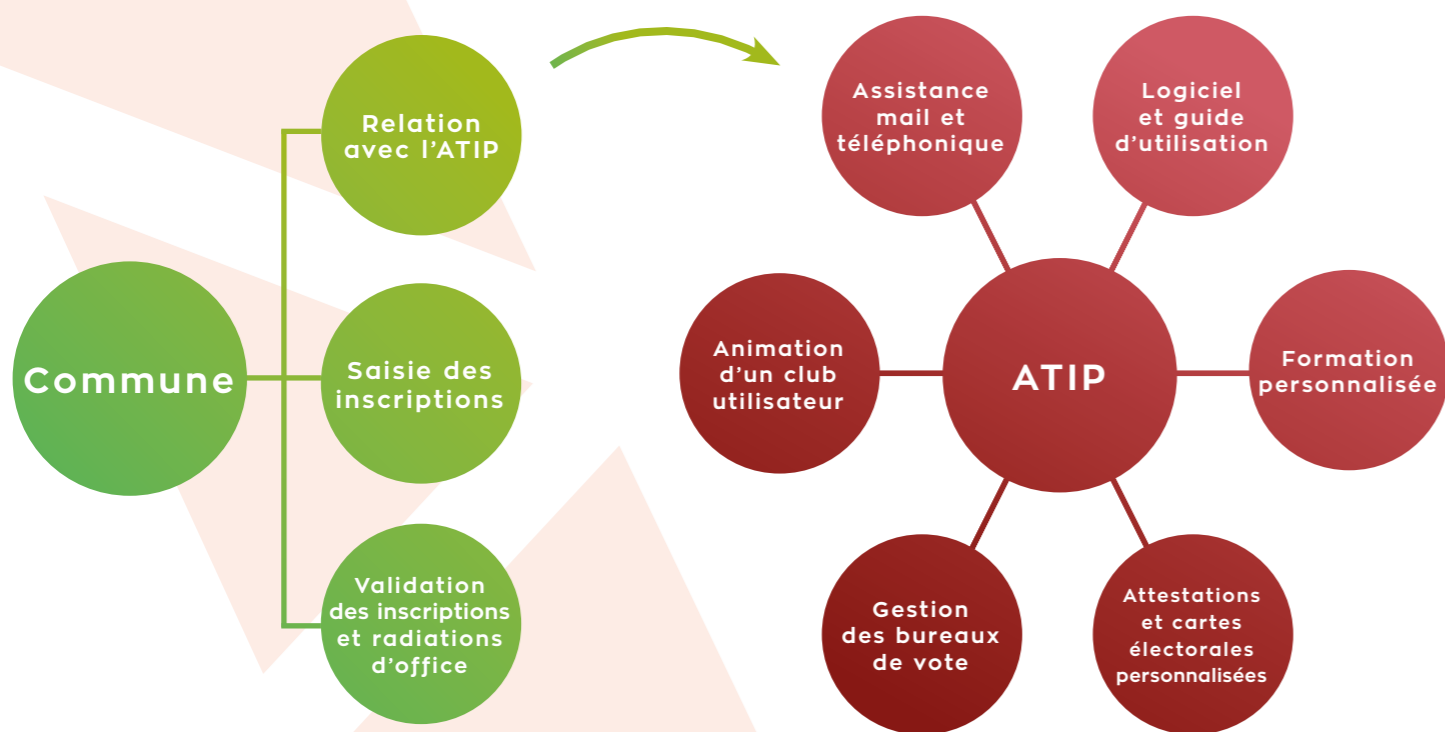 Commune
Relation
avec l'ATIP
Saisie des
inscriptions
Validation
des inscriptions
et radiations
d'office
ATIP
Assistance
mail et
téléphonique
Logiciel
et guide
d'utilisation
Animation
d'un club
utilisateur
Formation
personnalisée
Gestion
des bureaux
de vote
Attestations
et cartes
électorales
personnalisées